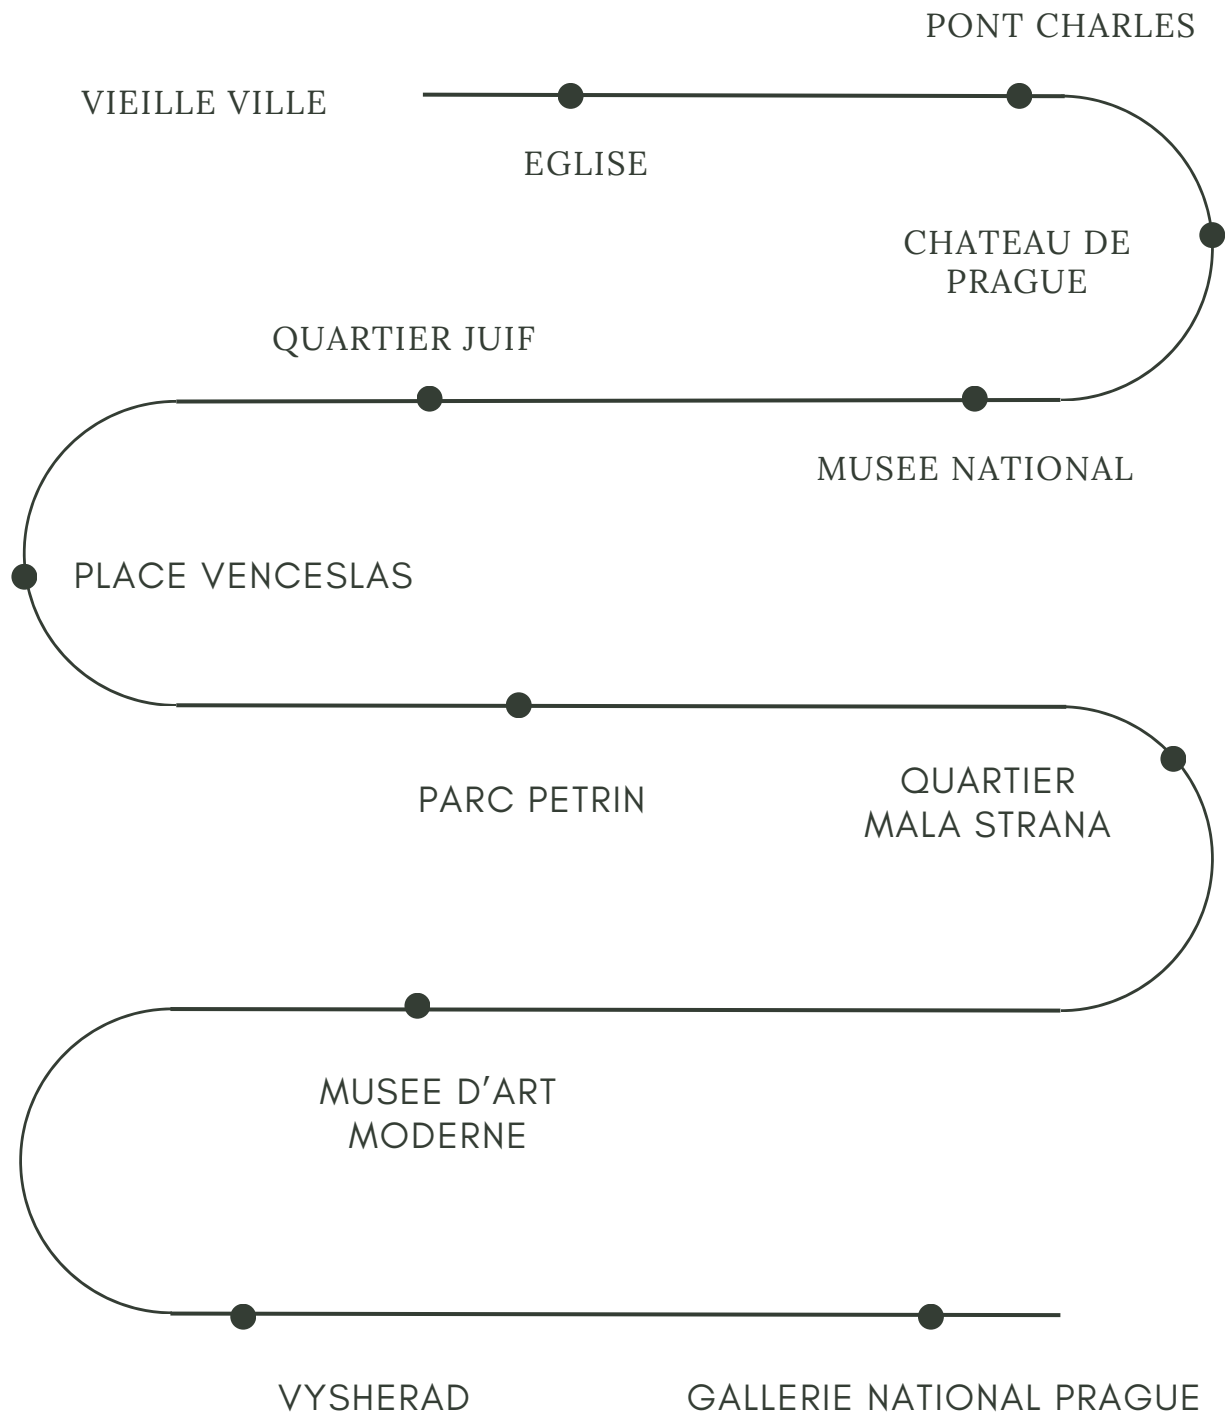 PONT CHARLES
VIEILLE VILLE
EGLISE
CHATEAU DE
PRAGUE
QUARTIER JUIF
MUSEE NATIONAL
PLACE VENCESLAS
QUARTIER
MALA STRANA
PARC PETRIN
MUSEE D’ART
MODERNE
VYSHERAD
GALLERIE NATIONAL PRAGUE